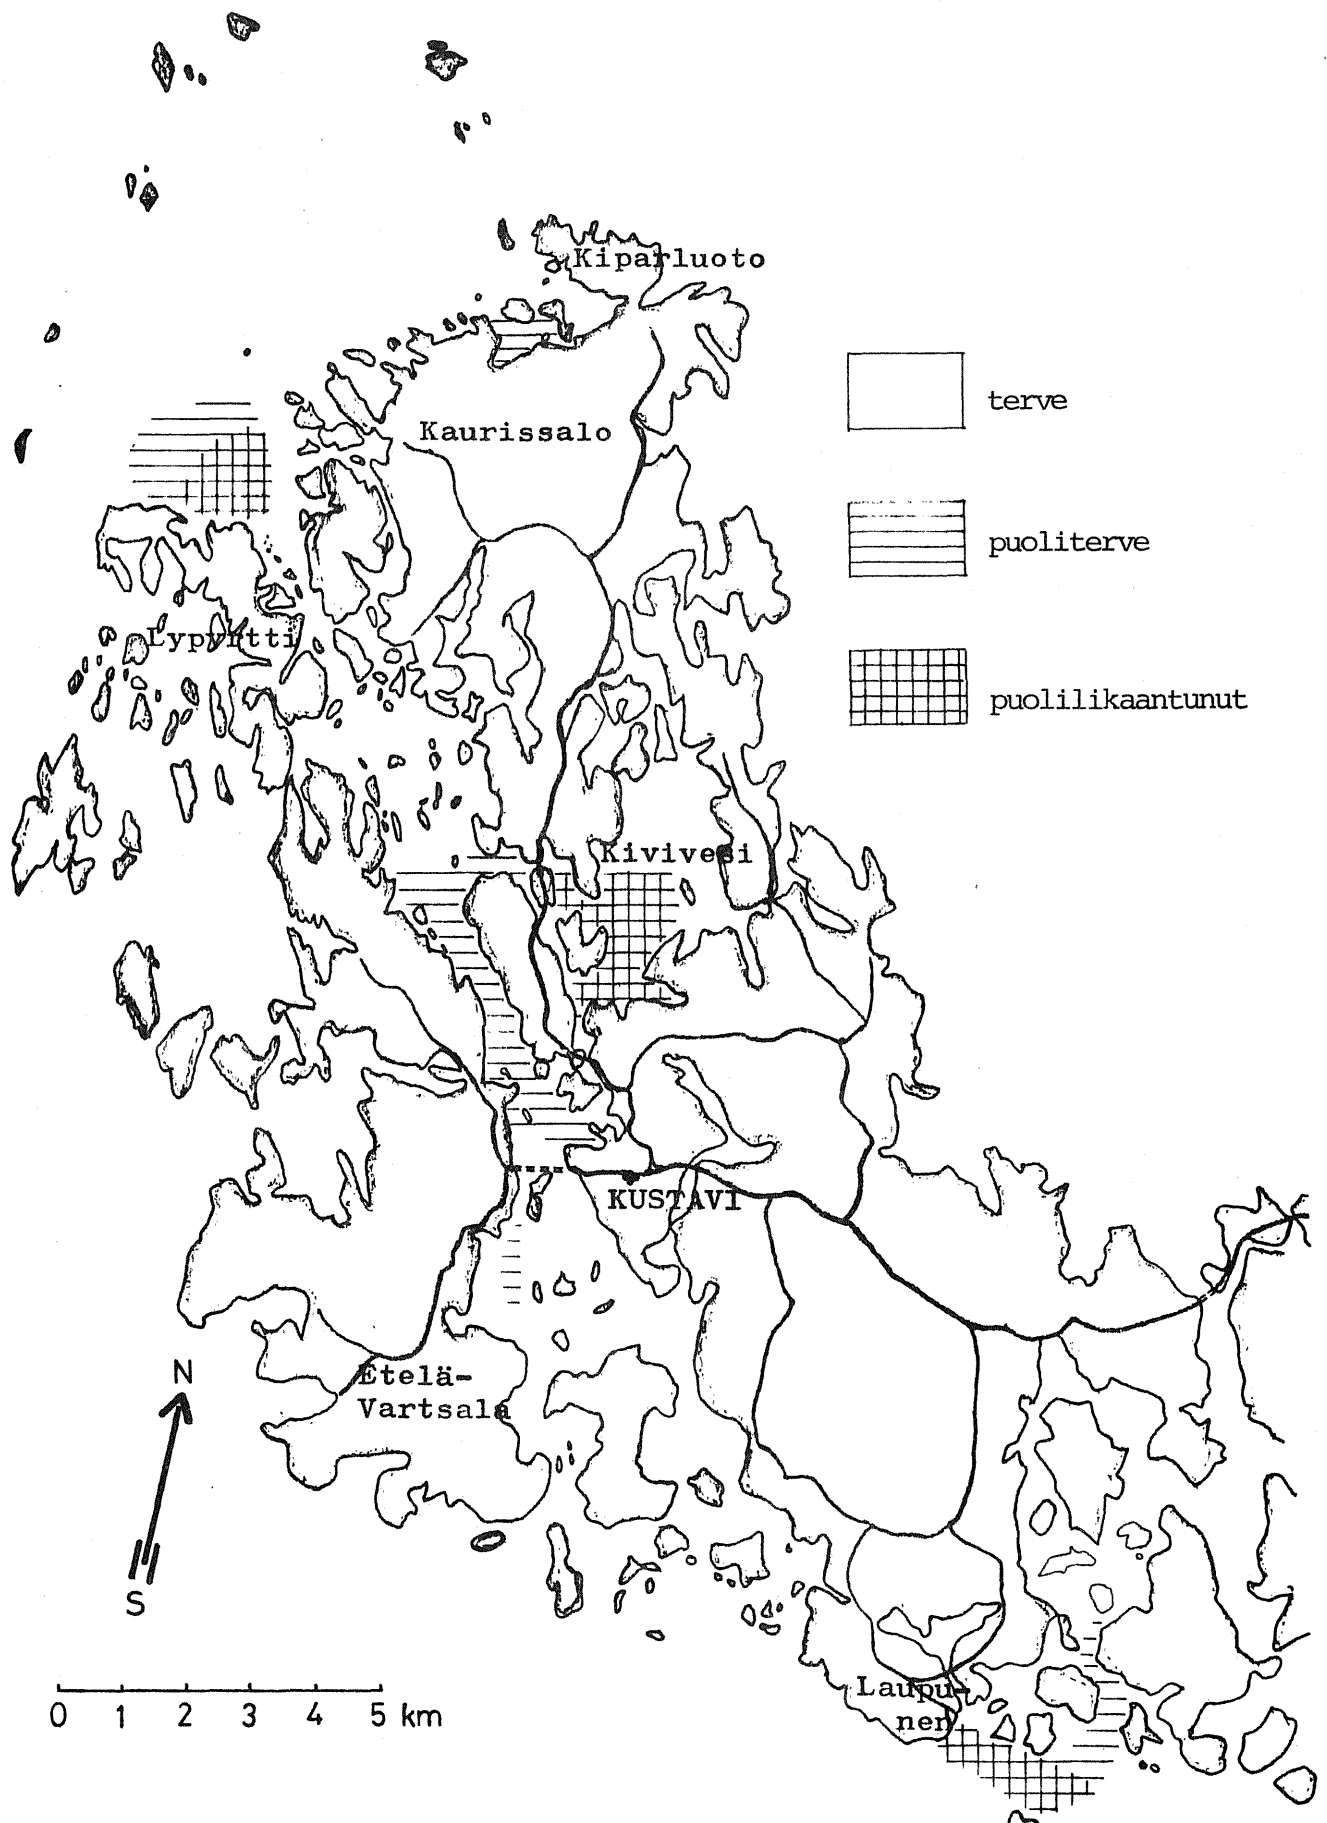 Kiparluoto
terve
Kaurissalo
puoliterve
Lypyrtti
puolilikaantunut
Kivivesi
KUSTAVI
N
Etelä-
Vartsala
S
Laupu-
nen
0 1 2 3 4 5 km